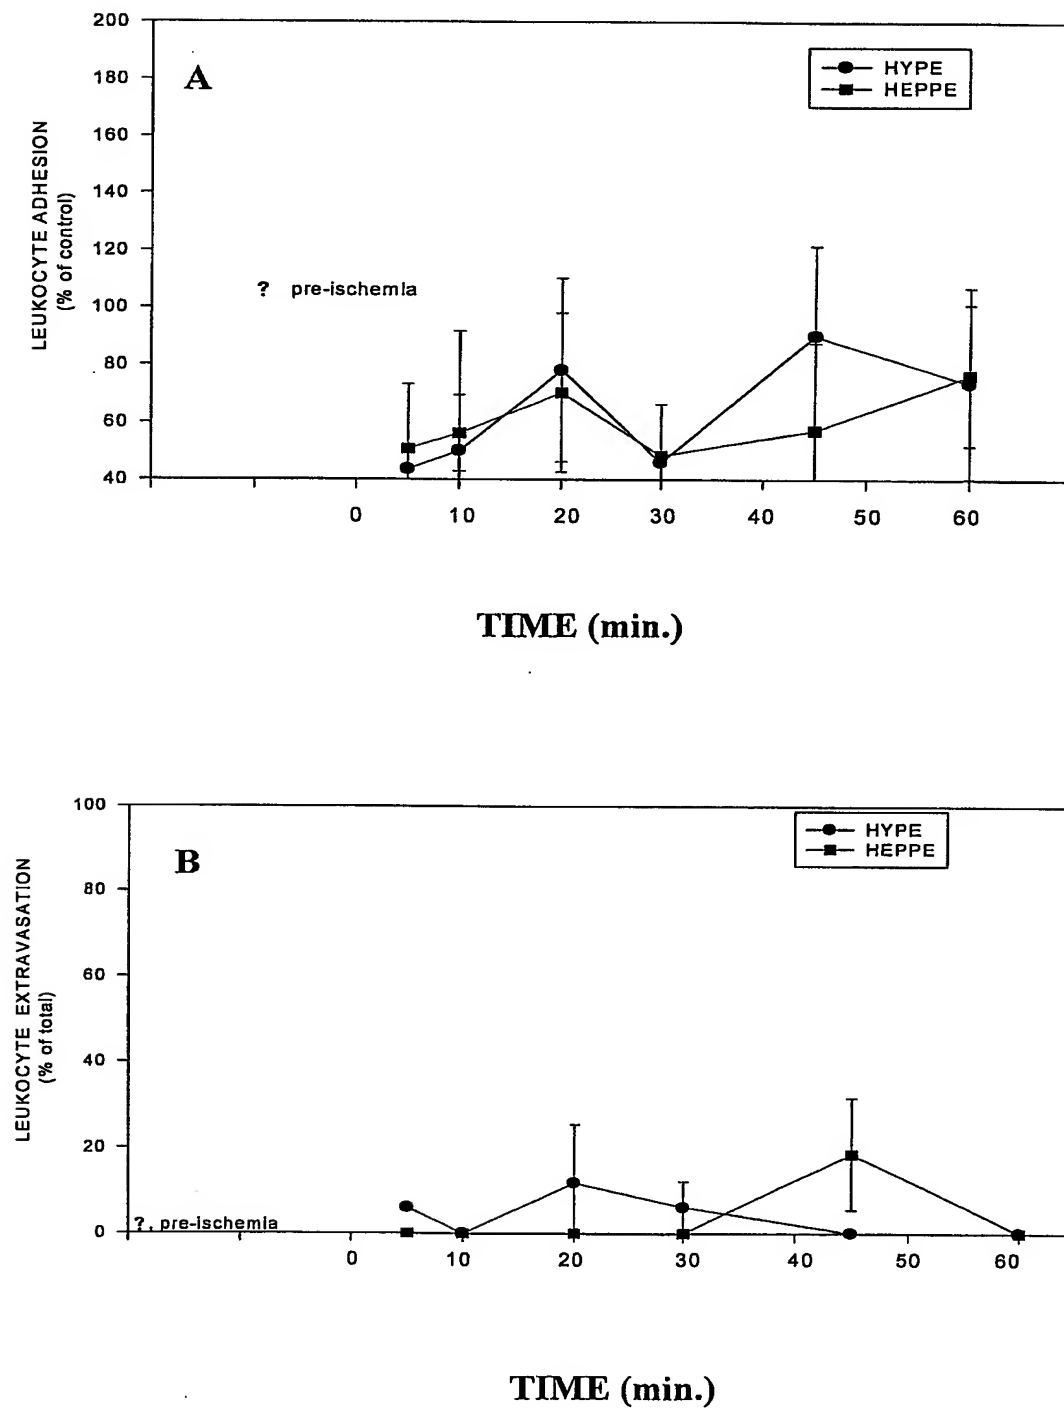 200
A
HYPE
HEPPE
180
160
140
120
100
80
60
40
LEUKOCYTE ADHESION
(% of control)
? pre-ischemia
0 10 20 30 40 50 60
TIME (min.)
100
B
HYPE
HEPPE
80
60
40
20
0
LEUKOCYTE EXTRAVASATION
(% of total)
?. pre-ischemia
0 10 20 30 40 50 60
TIME (min.)